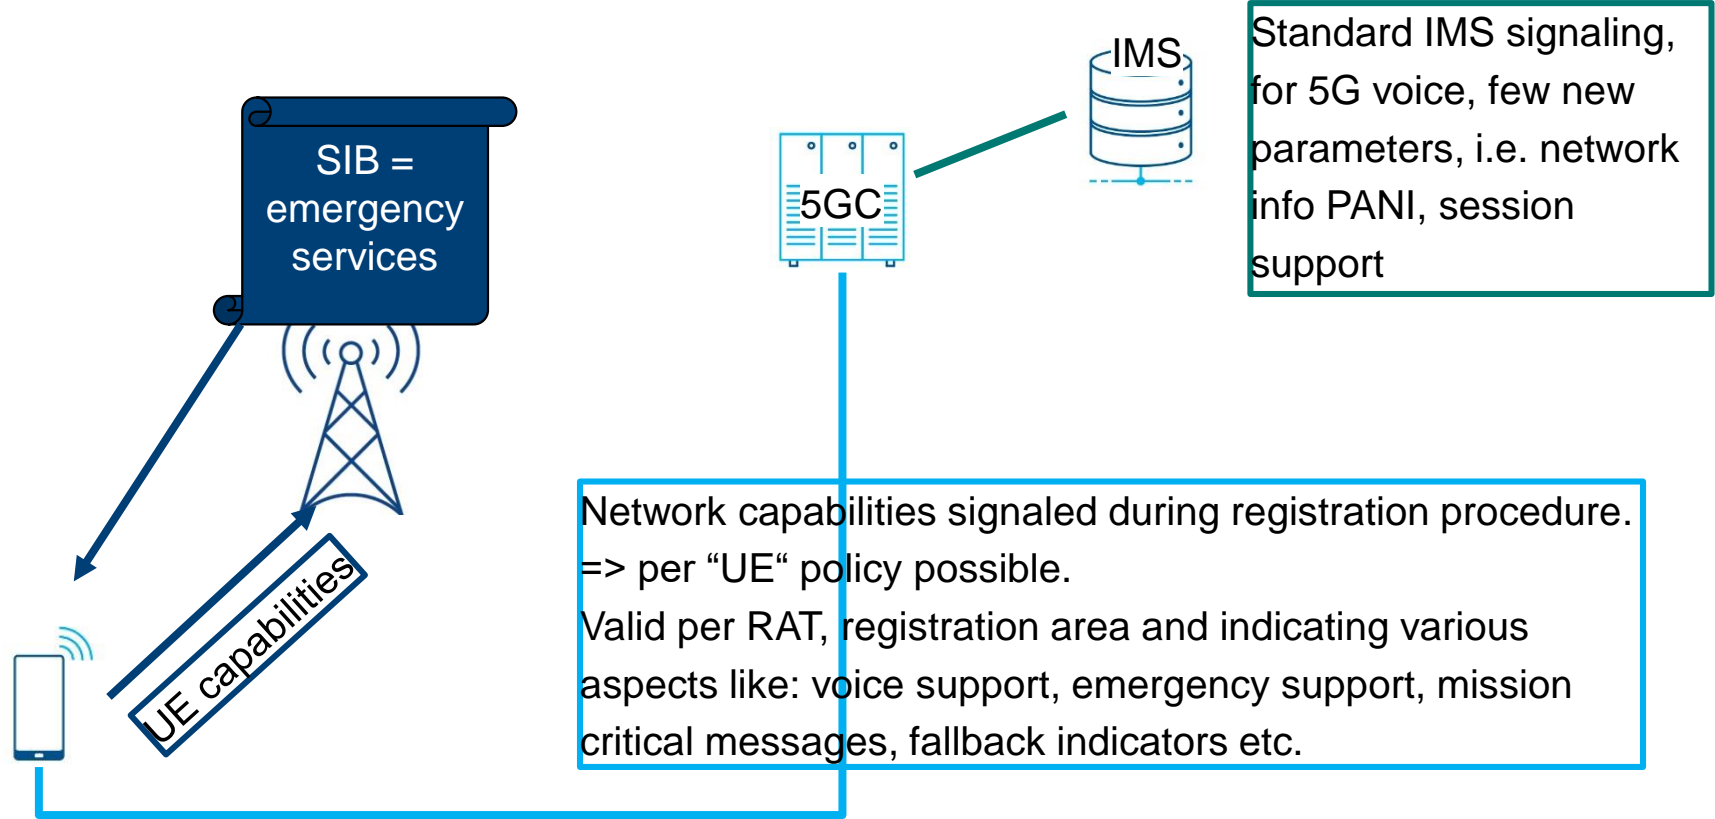 SIB =
emergency
services
UE capabilities
5GC
IMS
Standard IMS signaling,
for 5G voice, few new
parameters, i.e. network
info PANI, session
support
Network capabilities signaled during registration procedure.
=> per “UE“ policy possible.
Valid per RAT, registration area and indicating various
aspects like: voice support, emergency support, mission
critical messages, fallback indicators etc.